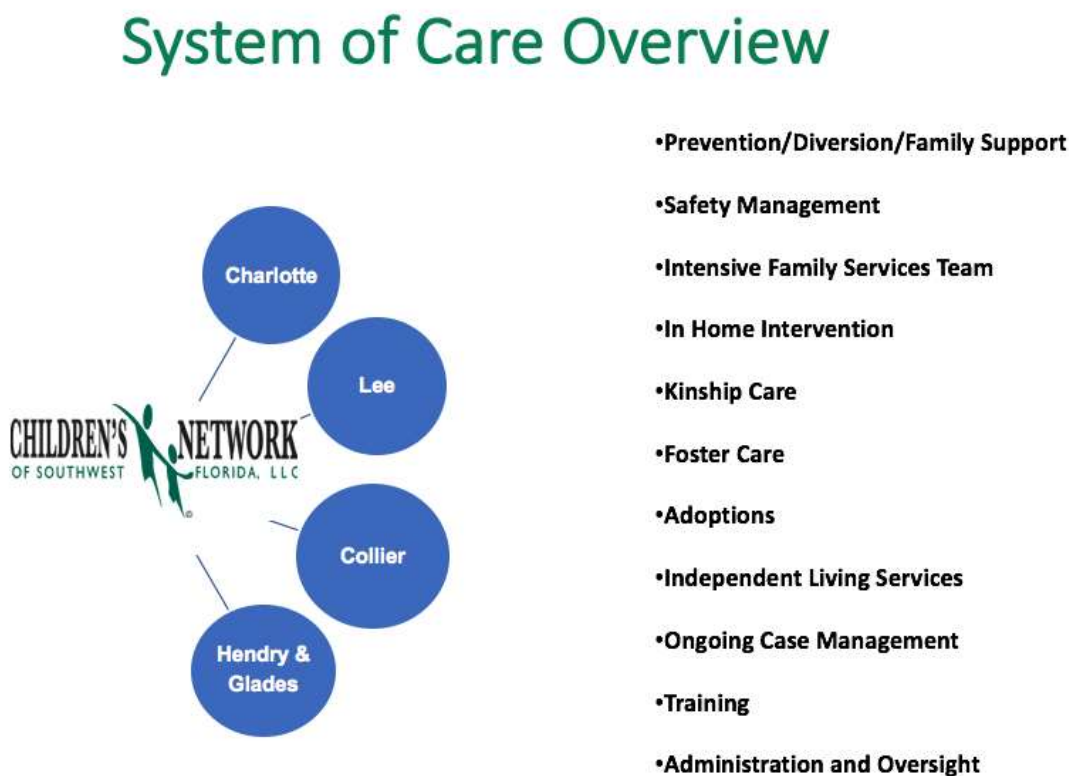 System of Care Overview
Charlotte
Lee
CHILDREN'S NETWORK
OF SOUTHWEST FLORIDA, LLC
©
Collier
Hendry &
Glades
•Prevention/Diversion/Family Support
•Safety Management
•Intensive Family Services Team
•In Home Intervention
•Kinship Care
•Foster Care
•Adoptions
•Independent Living Services
•Ongoing Case Management
•Training
•Administration and Oversight